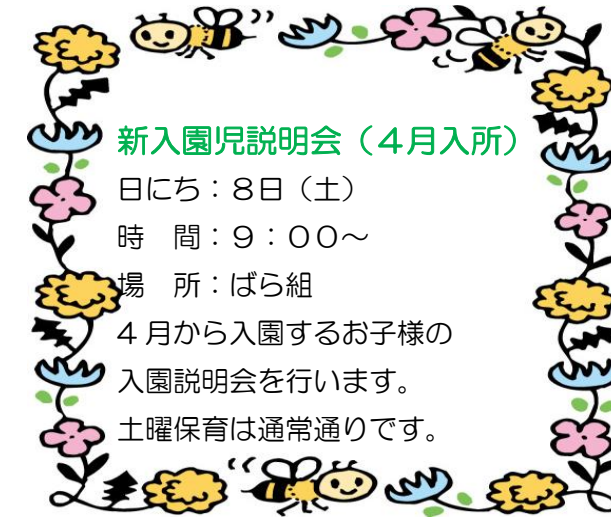 新入園児説明会（４月入所）
日にち：８日（土）
時　間：９：００～
場　所：ばら組
４月から入園するお子様の
入園説明会を行います。
土曜保育は通常通りです。